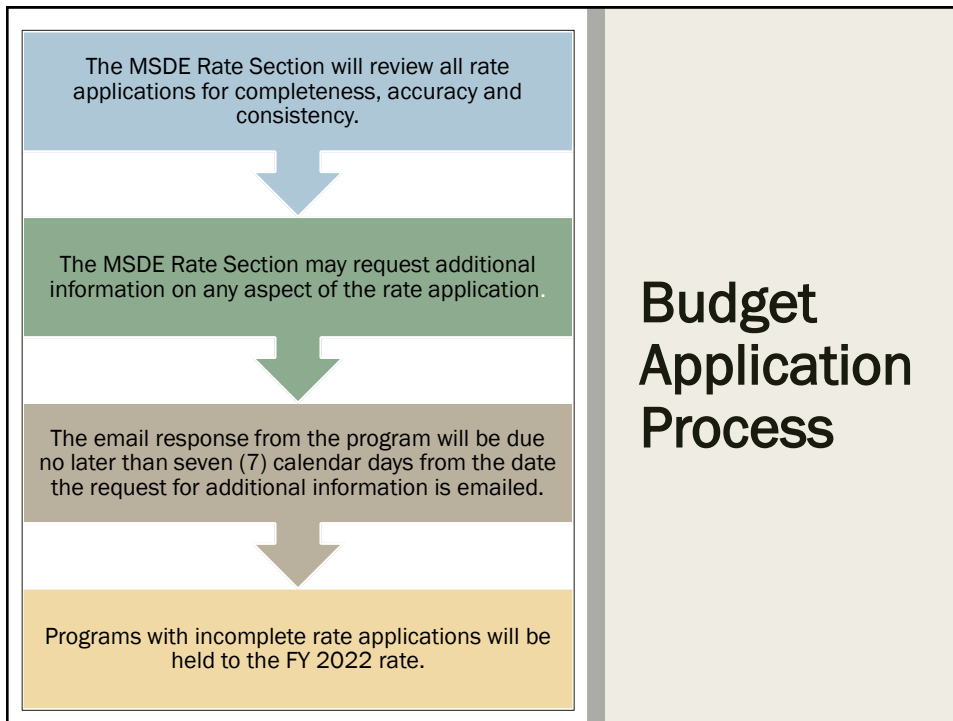 The MSDE Rate Section will review all rate
applications for completeness, accuracy and
consistency.
The MSDE Rate Section may request additional
information on any aspect of the rate application.
The email response from the program will be due
no later than seven (7) calendar days from the date
the request for additional information is emailed.
Programs with incomplete rate applications will be
held to the FY 2022 rate.
Budget
Application
Process